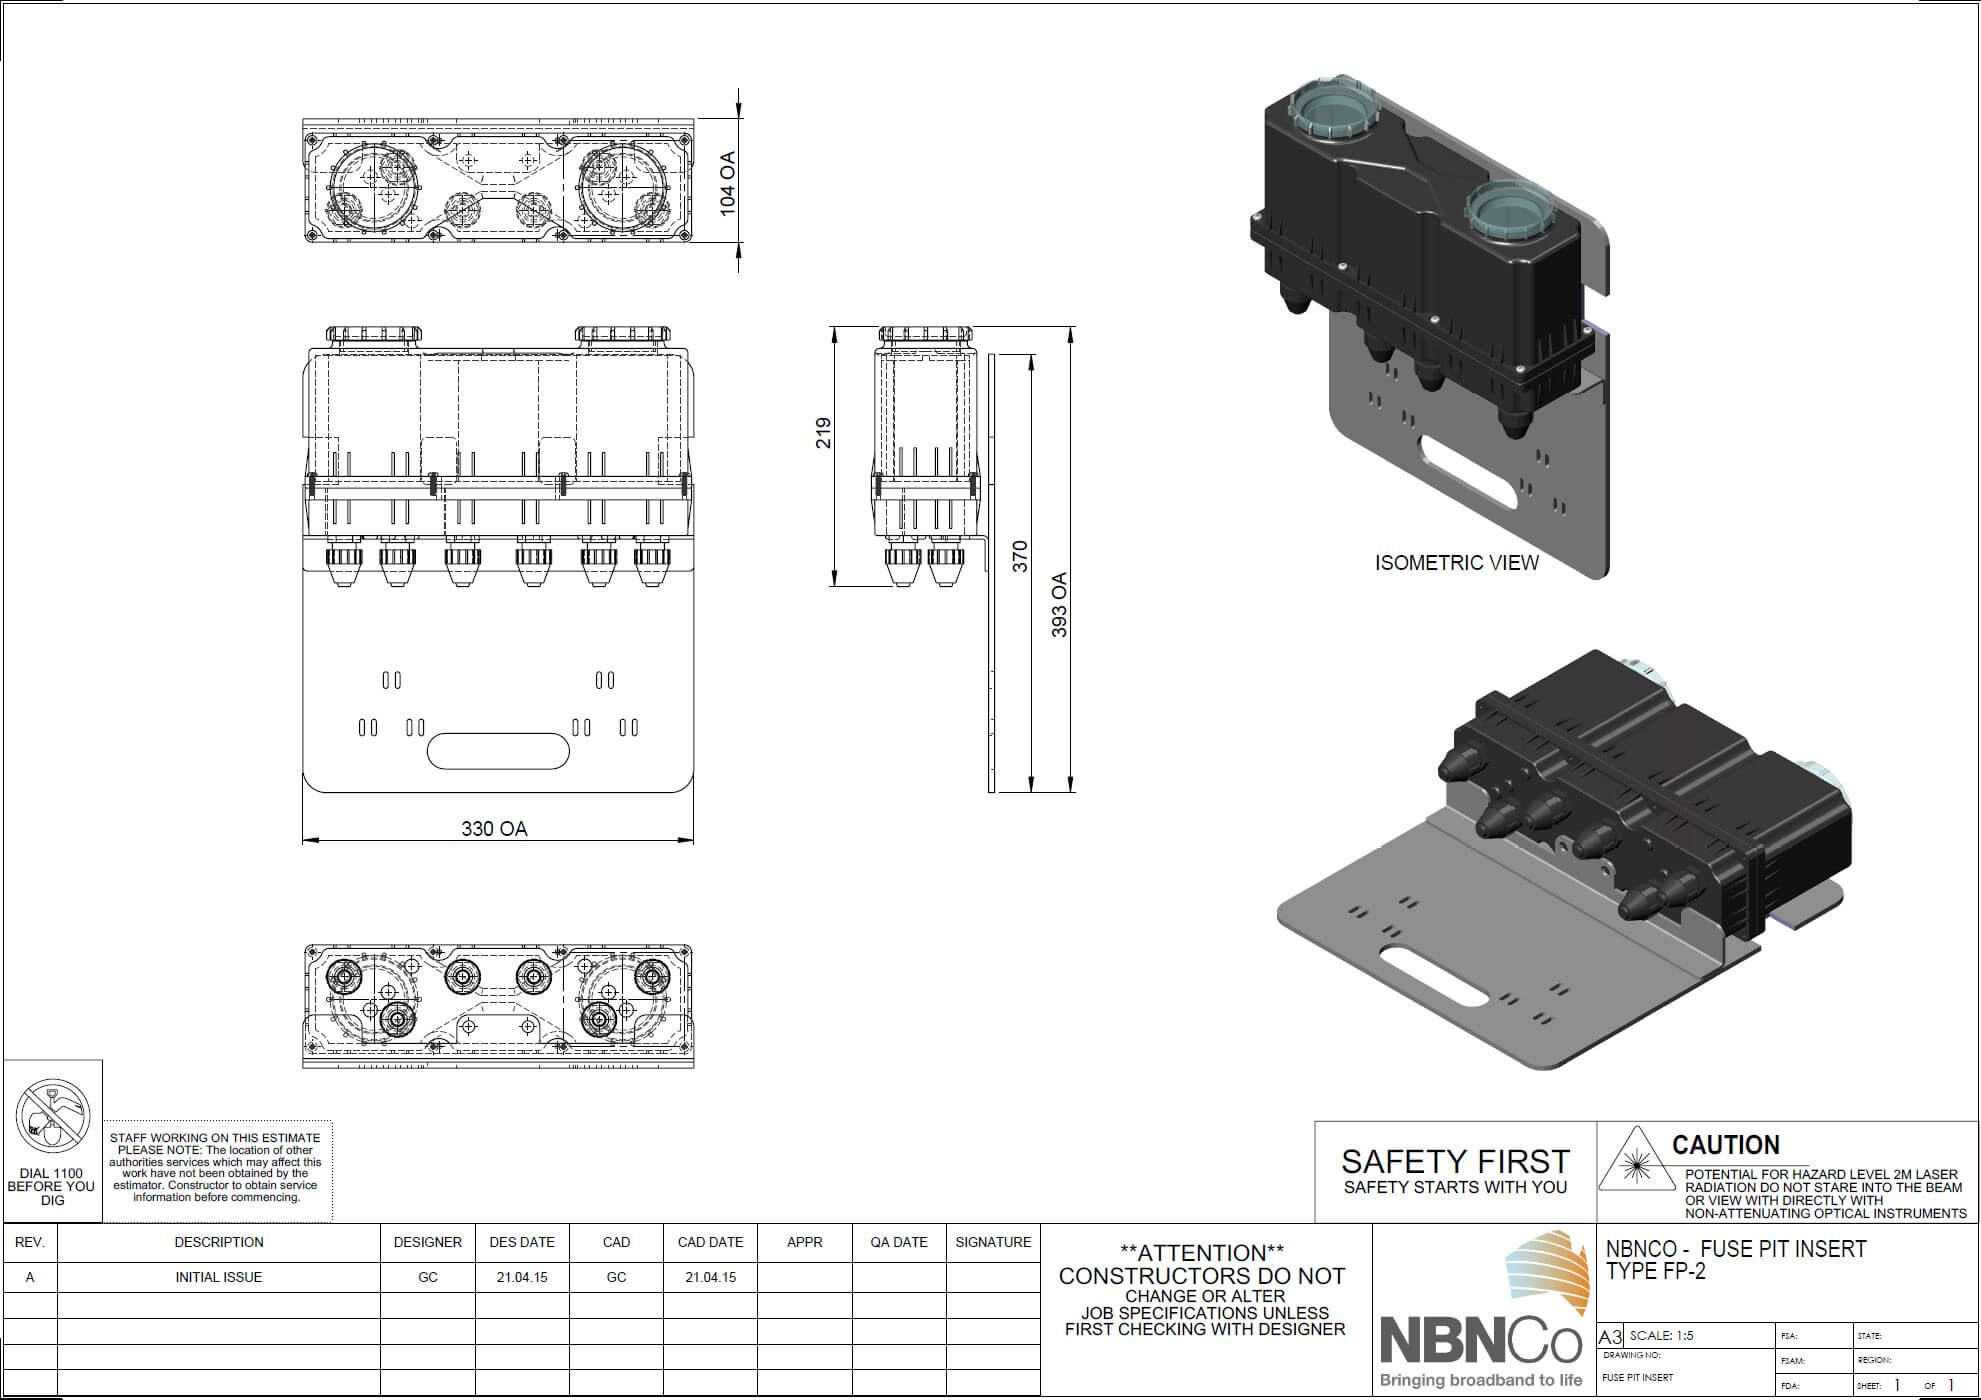 104 OA
219
370
393 OA
330 OA
ISOMETRIC VIEW
DIAL 1100
BEFORE YOU
DIG
STAFF WORKING ON THIS ESTIMATE
PLEASE NOTE: The location of other
authorities services which may affect this
work have not been obtained by the
estimator. Constructor to obtain service
information before commencing.
SAFETY FIRST
SAFETY STARTS WITH YOU
CAUTION
POTENTIAL FOR HAZARD LEVEL 2M LASER
RADIATION DO NOT STARE INTO THE BEAM
OR VIEW WITH DIRECTLY WITH
NON-ATTENUATING OPTICAL INSTRUMENTS
REV. DESCRIPTION DESIGNER DES DATE CAD CAD DATE APPR QA DATE SIGNATURE
A INITIAL ISSUE GC 21.04.15 GC 21.04.15
**ATTENTION**
CONSTRUCTORS DO NOT
CHANGE OR ALTER
JOB SPECIFICATIONS UNLESS
FIRST CHECKING WITH DESIGNER
NBNCo
Bringing broadband to life
NBNCO - FUSE PIT INSERT
TYPE FP-2
A3 SCALE: 1:5
DRAWING NO:
FUSE PIT INSERT
FSA: STATE:
FSAM: REGION:
FDA: SHEET: 1 OF 1